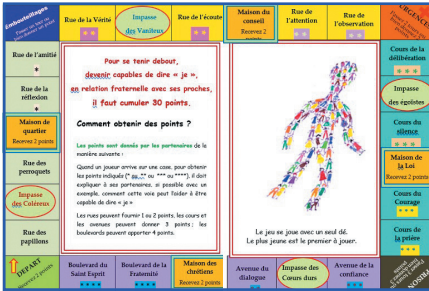 Embouteillages
Rue de la Vérité
**
Impasse
des Vaniteux
Rue de l'écoute
**
Maison du
conseil
Recevez 2
points
Rue de
l'attention
**
Rue de
l'observation
**
URGENCE
Rue de l'amitié
*
Rue de la
réflexion
*
Maison de
quartier
Recevez 2 points
Rue des
perroquets
Impasse
des Coléreux
Rue des
papillons
Pour se tenir debout,
devenir capables de dire « je »,
en relation fraternelle avec ses proches,
il faut cumuler 30 points.
Comment obtenir des points ?
Les points sont donnés par les partenaires de la
manière suivante :
Quand un joueur arrive sur une case, pour obtenir
les points indiqués (* ou ** ou *** ou ****), il doit
expliquer à ses partenaires, si possible avec un
exemple, comment cette voie peut l'aider à être
capable de dire « je »
Les rues peuvent fournir 1 ou 2 points, les cours et
les avenues peuvent donner 3 points ; les
boulevards peuvent apporter 4 points.
Le jeu se joue avec un seul dé.
Le plus jeune est le premier à jouer.
Cours de la
délibération
***
Impasse
des égoïstes
Cours du
silence
***
Maison de
la Loi
Recevez 2 points
Cours du
Courage
***
Cours de
la prière
***
DEPART
Recevez 2 points
Boulevard du
Saint Esprit
****
Boulevard de la
Fraternité
****
Maison des
chrétiens
Recevez 2 points
Avenue du
dialogue
***
Impasse des
Cœurs durs
Avenue de la
confiance
***
PRISON